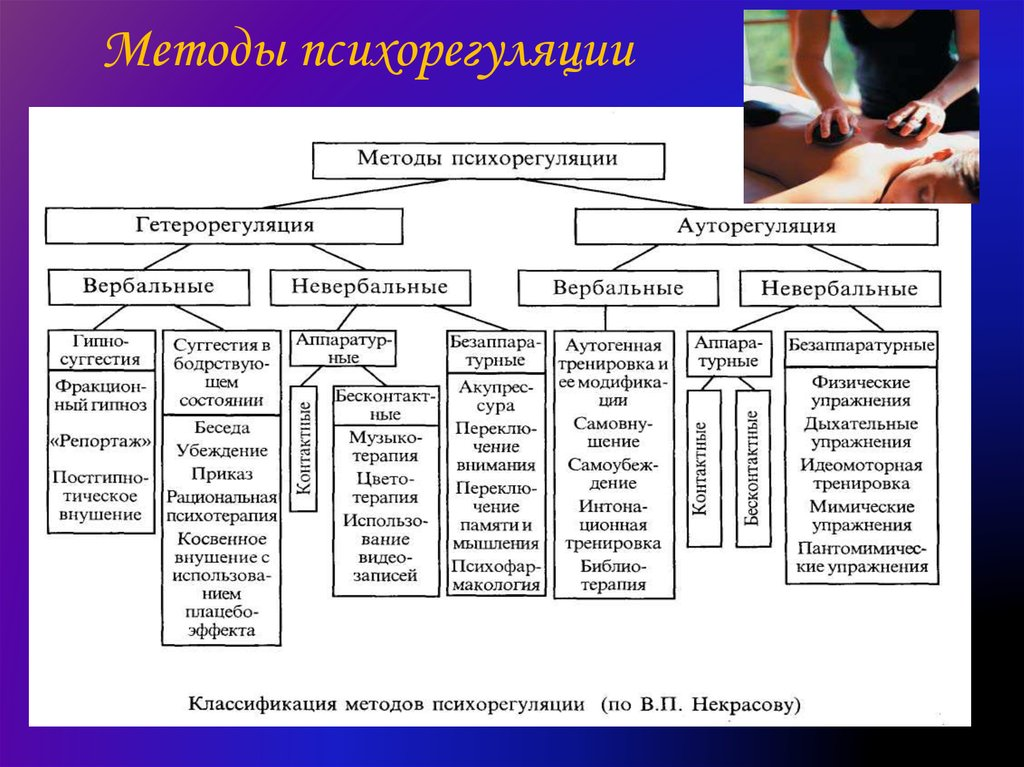 Методы психорегуляции
Методы психорегуляции
Гетерорегуляция
Ауторегуляция
Вербальные
Невербальные
Вербальные
Невербальные
Гипно-
суггестия
Фракцион-
ный гипноз
«Репортаж»
Постгипно-
тическое
внушение
Суггестия в
бодрствую-
щем
состоянии
Беседа
Убеждение
Приказ
Рациональная
психотерапия
Косвенное
внушение с
использова-
нием
плацебо-
эффекта
Аппаратур-
ные
Контактные
Бесконтакт-
ные
Музыко-
терапия
Цвето-
терапия
Использо-
вание
видео-
записей
Безаппара-
турные
Акупрес-
сура
Переклю-
чение
внимания
Переклю-
чение
памяти и
мышления
Психофар-
макология
Аутогенная
тренировка и
ее модифика-
ции
Самовну-
шение
Самоубеж-
дение
Интона-
ционная
тренировка
Библио-
терапия
Аппара-
турные
Контактные
Бесконтактные
Безаппаратурные
Физические
упражнения
Дыхательные
упражнения
Идеомоторная
тренировка
Мимические
упражнения
Пантомимичес-
кие упражнения
Классификация методов психорегуляции (по В.П. Некрасову)